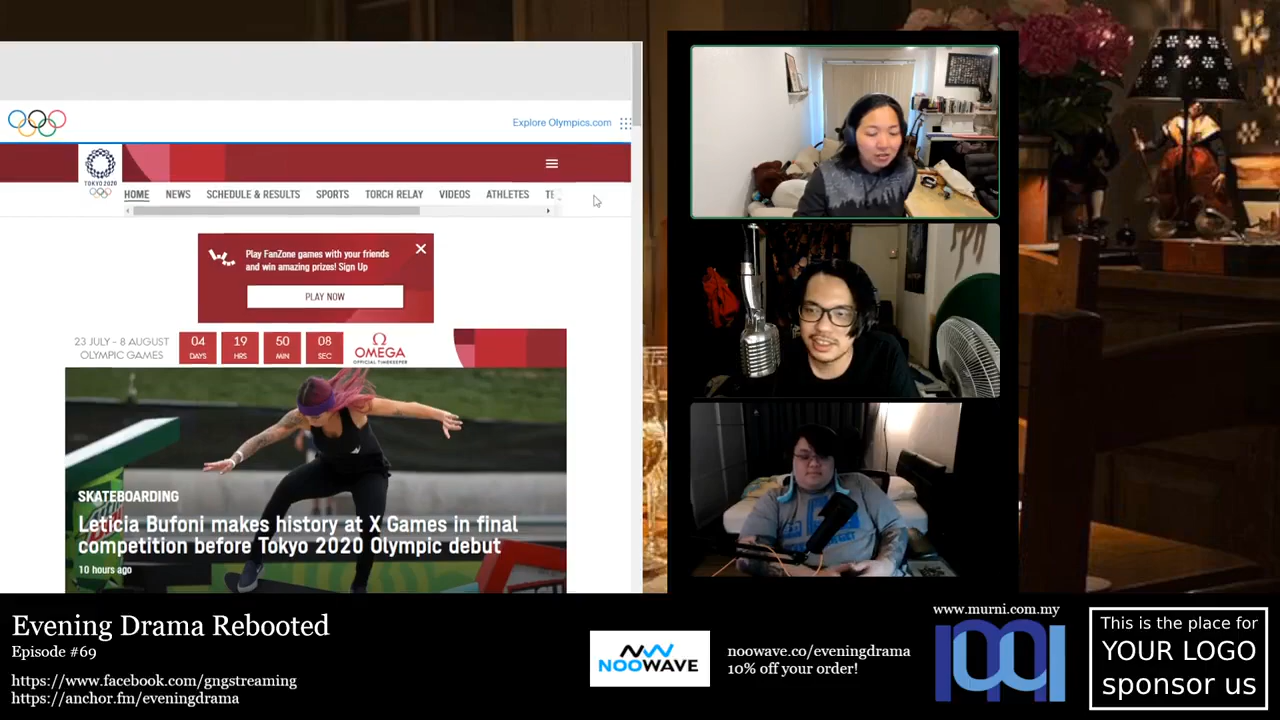 Explore Olympics.com
TOKYO 2020
HOME NEWS SCHEDULE & RESULTS SPORTS TORCH RELAY VIDEOS ATHLETES
Play FanZone games with your friends
and win amazing prizes! Sign Up
PLAY NOW
23 JULY - 8 AUGUST
OLYMPIC GAMES
04 19 50 08
DAYS HRS MIN SEC
Ω
OMEGA
OFFICIAL TIMEKEEPER
SKATEBOARDING
Leticia Bufoni makes history at X Games in final
competition before Tokyo 2020 Olympic debut
10 hours ago
Evening Drama Rebooted
Episode #69
https://www.facebook.com/gngstreaming
https://anchor.fm/eveningdrama
NOOWAVE
noowave.co/eveningdrama
10% off your order!
www.murni.com.my
This is the place for
YOUR LOGO
sponsor us